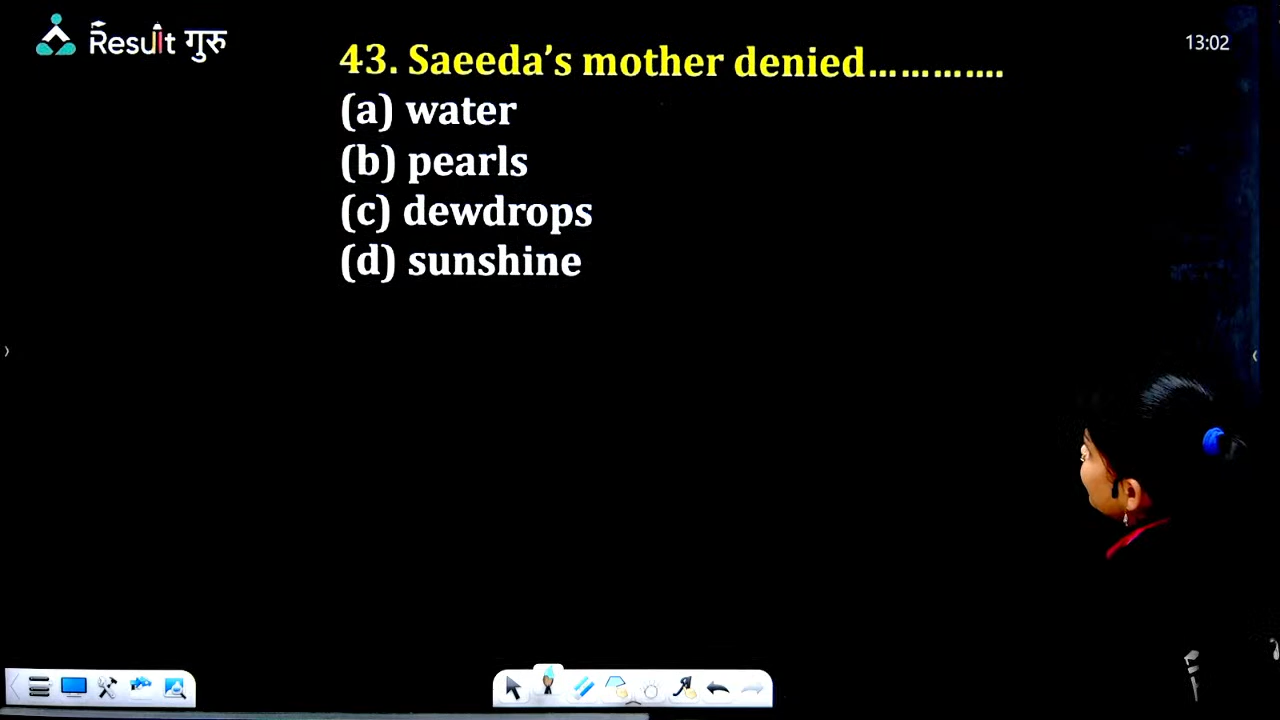 Result गुरु
13:02
43. Saeeda’s mother denied………….
(a) water
(b) pearls
(c) dewdrops
(d) sunshine